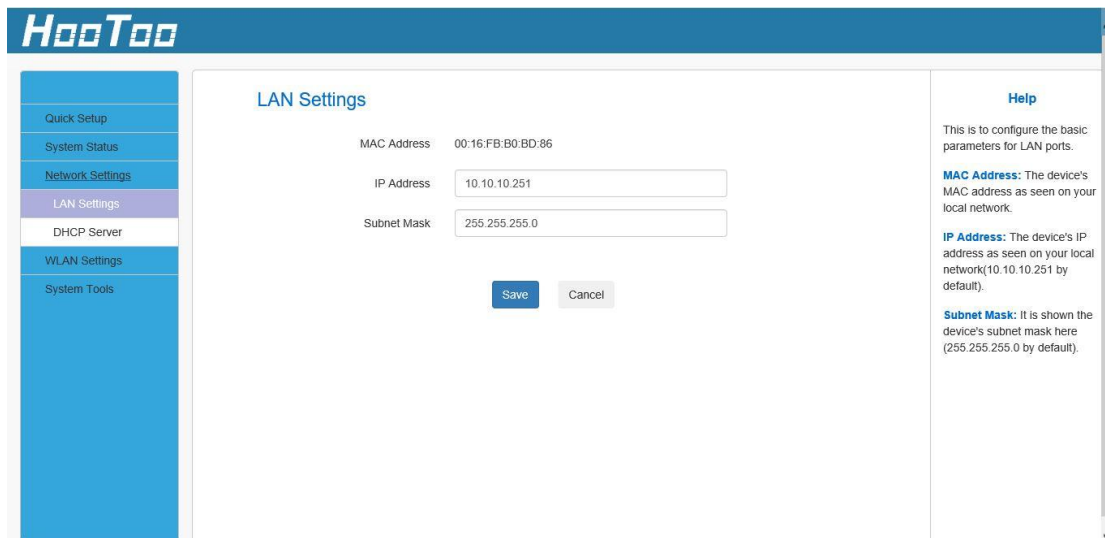 HooToo
Quick Setup
System Status
Network Settings
LAN Settings
DHCP Server
WLAN Settings
System Tools
LAN Settings
MAC Address 00:16:FB:B0:BD:86
IP Address 10.10.10.251
Subnet Mask 255.255.255.0
Save Cancel
Help
This is to configure the basic
parameters for LAN ports.
MAC Address: The device's
MAC address as seen on your
local network.
IP Address: The device's IP
address as seen on your local
network(10.10.10.251 by
default).
Subnet Mask: It is shown the
device's subnet mask here
(255.255.255.0 by default).